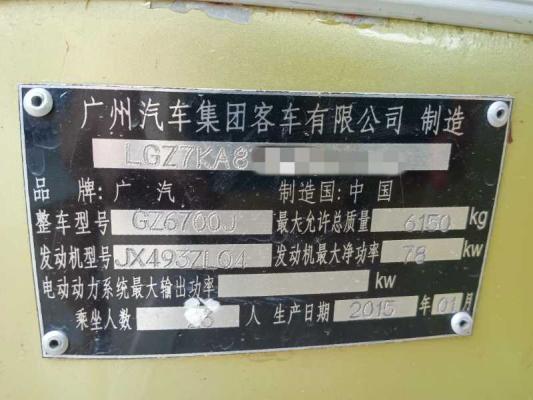 广州汽车集团客车有限公司 制造
LGZ7KA8
品 牌:广 汽 制造国:中 国
整车型号 GZ6700J 最大允许总质量 6150 kg
发动机型号 JX493ZLQ4 发动机最大净功率 78 kw
电动动力系统最大输出功率 kw
乘坐人数 23 人 生产日期 2015 年 01 月